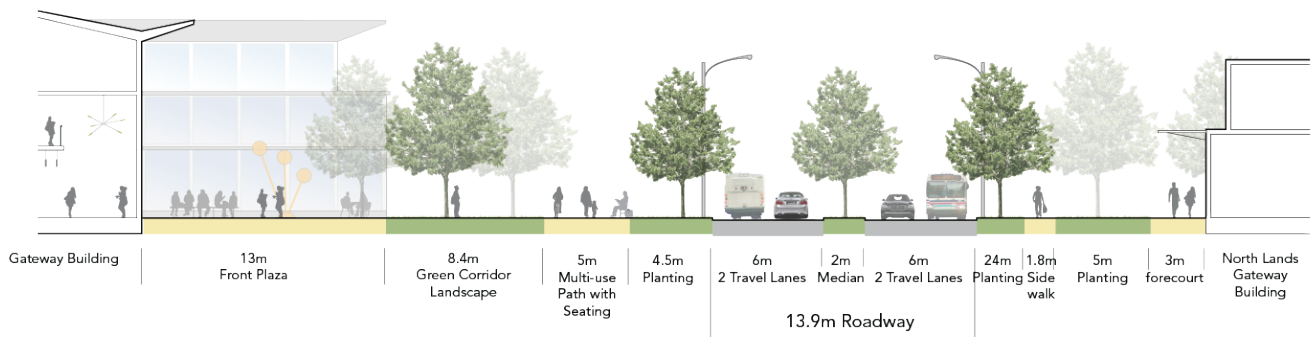 Gateway Building
13m
Front Plaza
8.4m
Green Corridor
Landscape
5m
Multi-use
Path with
Seating
4.5m
Planting
6m
2 Travel Lanes
2m
Median
6m
2 Travel Lanes
24m
Planting
1.8m
Side
walk
5m
Planting
3m
forecourt
North Lands
Gateway
Building
13.9m Roadway